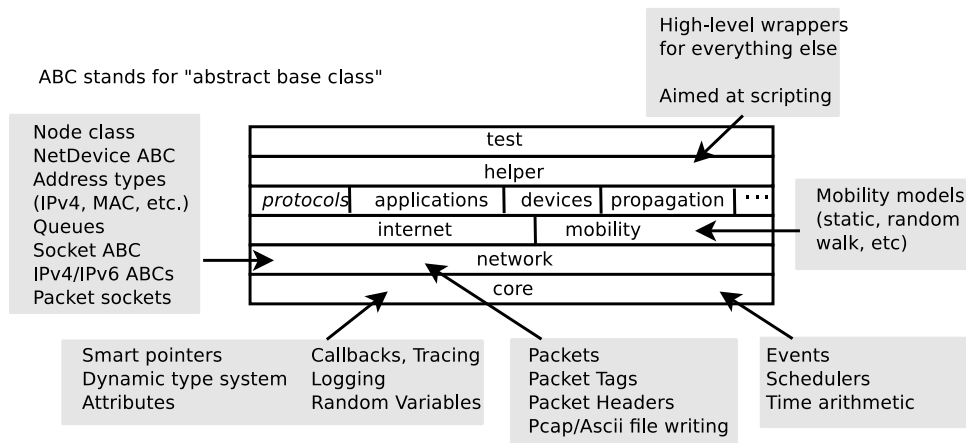 High-level wrappers
for everything else
Aimed at scripting
ABC stands for "abstract base class"
Node class
NetDevice ABC
Address types
(IPv4, MAC, etc.)
Queues
Socket ABC
IPv4/IPv6 ABCs
Packet sockets
test
helper
protocols applications devices propagation ...
internet mobility
network
core
Mobility models
(static, random
walk, etc)
Smart pointers
Dynamic type system
Attributes
Callbacks, Tracing
Logging
Random Variables
Packets
Packet Tags
Packet Headers
Pcap/Ascii file writing
Events
Schedulers
Time arithmetic